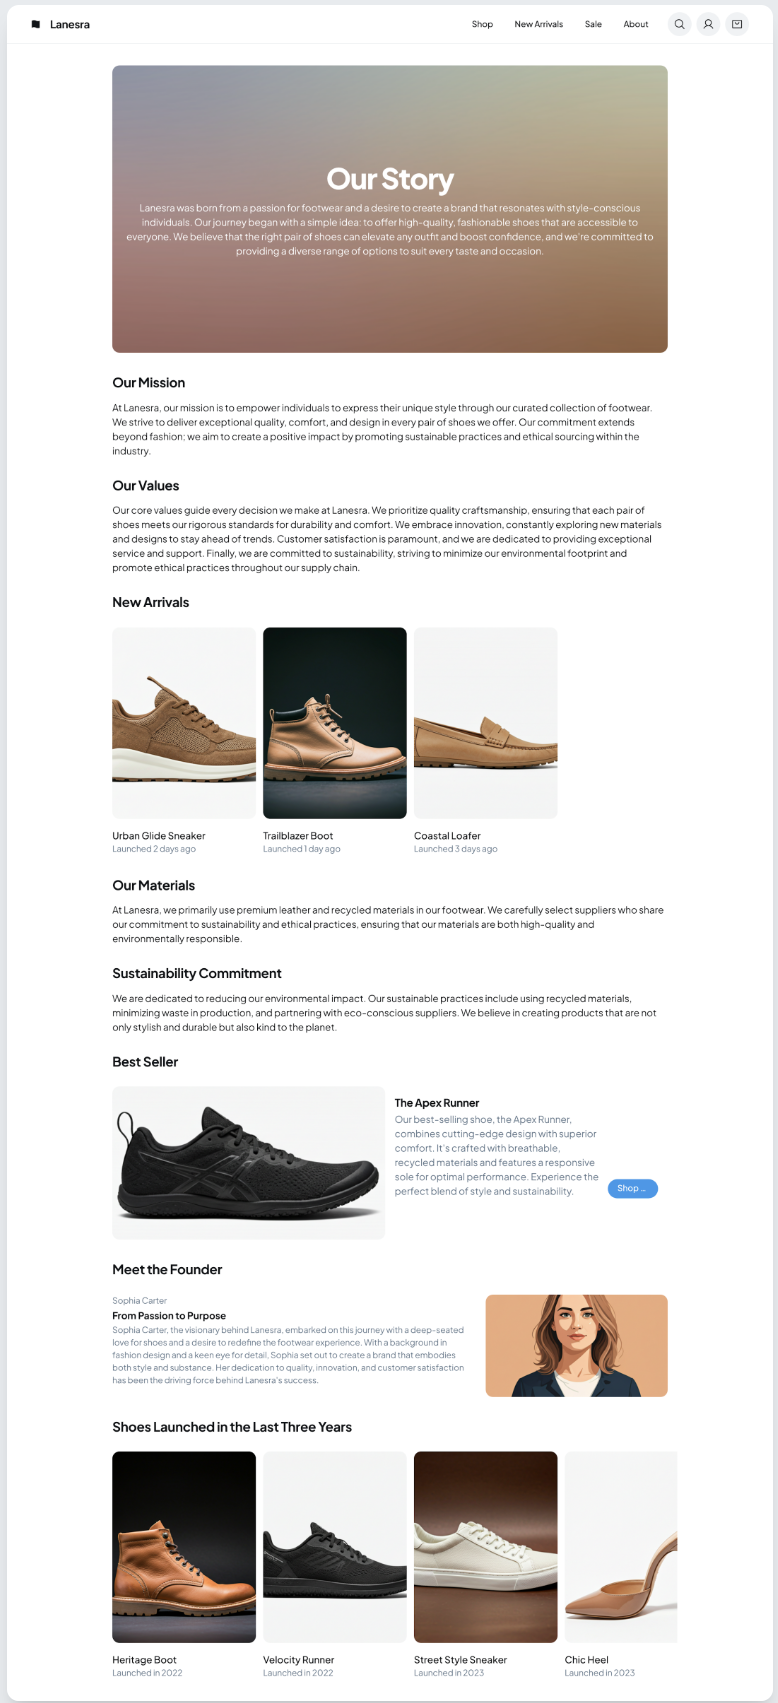 Lanesra
Shop
New Arrivals
Sale
About
Our Story
Lanesra was born from a passion for footwear and a desire to create a brand that resonates with style-conscious
individuals. Our journey began with a simple idea: to offer high-quality, fashionable shoes that are accessible to
everyone. We believe that the right pair of shoes can elevate any outfit and boost confidence, and we're committed to
providing a diverse range of options to suit every taste and occasion.
Our Mission
At Lanesra, our mission is to empower individuals to express their unique style through our curated collection of footwear.
We strive to deliver exceptional quality, comfort, and design in every pair of shoes we offer. Our commitment extends
beyond fashion; we aim to create a positive impact by promoting sustainable practices and ethical sourcing within the
industry.
Our Values
Our core values guide every decision we make at Lanesra. We prioritize quality craftsmanship, ensuring that each pair of
shoes meets our rigorous standards for durability and comfort. We embrace innovation, constantly exploring new materials
and designs to stay ahead of trends. Customer satisfaction is paramount, and we are dedicated to providing exceptional
service and support. Finally, we are committed to sustainability, striving to minimize our environmental footprint and
promote ethical practices throughout our supply chain.
New Arrivals
Urban Glide Sneaker
Launched 2 days ago
Trailblazer Boot
Launched 1 day ago
Coastal Loafer
Launched 3 days ago
Our Materials
At Lanesra, we primarily use premium leather and recycled materials in our footwear. We carefully select suppliers who share
our commitment to sustainability and ethical practices, ensuring that our materials are both high-quality and
environmentally responsible.
Sustainability Commitment
We are dedicated to reducing our environmental impact. Our sustainable practices include using recycled materials,
minimizing waste in production, and partnering with eco-conscious suppliers. We believe in creating products that are not
only stylish and durable but also kind to the planet.
Best Seller
The Apex Runner
Our best-selling shoe, the Apex Runner,
combines cutting-edge design with superior
comfort. It's crafted with breathable,
recycled materials and features a responsive
sole for optimal performance. Experience the
perfect blend of style and sustainability.
Shop ...
Meet the Founder
Sophia Carter
From Passion to Purpose
Sophia Carter, the visionary behind Lanesra, embarked on this journey with a deep-seated
love for shoes and a desire to redefine the footwear experience. With a background in
fashion design and a keen eye for detail, Sophia set out to create a brand that embodies
both style and substance. Her dedication to quality, innovation, and customer satisfaction
has been the driving force behind Lanesra's success.
Shoes Launched in the Last Three Years
Heritage Boot
Launched in 2022
Velocity Runner
Launched in 2022
Street Style Sneaker
Launched in 2023
Chic Heel
Launched in 2023